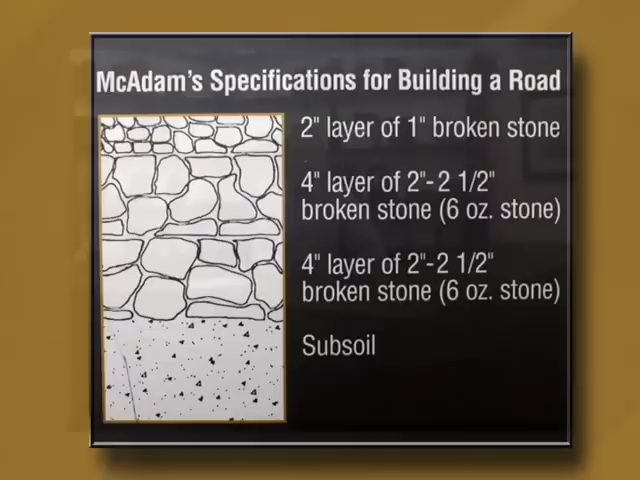 McAdam's Specifications for Building a Road
2" layer of 1" broken stone
4" layer of 2"-2 1/2"
broken stone (6 oz. stone)
4" layer of 2"-2 1/2"
broken stone (6 oz. stone)
Subsoil